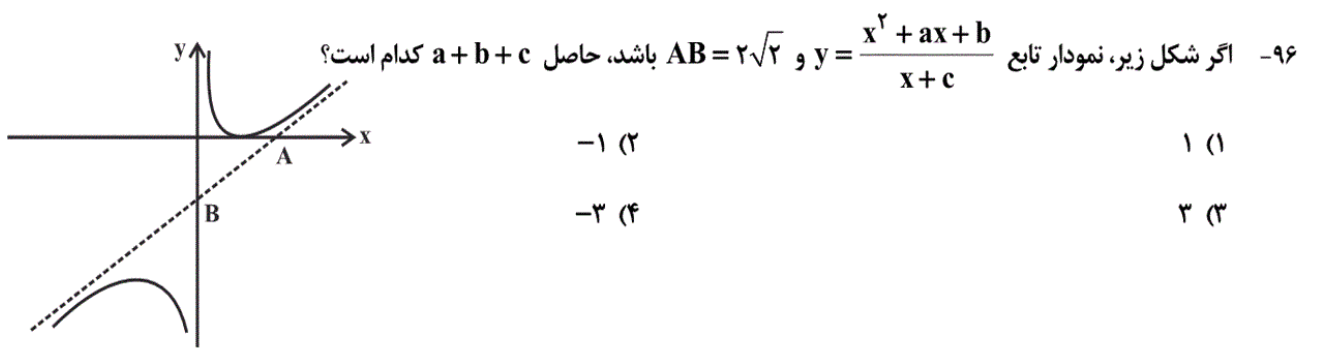 ۹۶- اگر شکل زیر، نمودار تابع y = (x^۲ + ax + b)/(x + c) و AB = ۲√۲ باشد، حاصل a + b + c کدام است؟
۱) ۱
۲) -۱
۳) ۳
۴) -۳
y
x
A
B